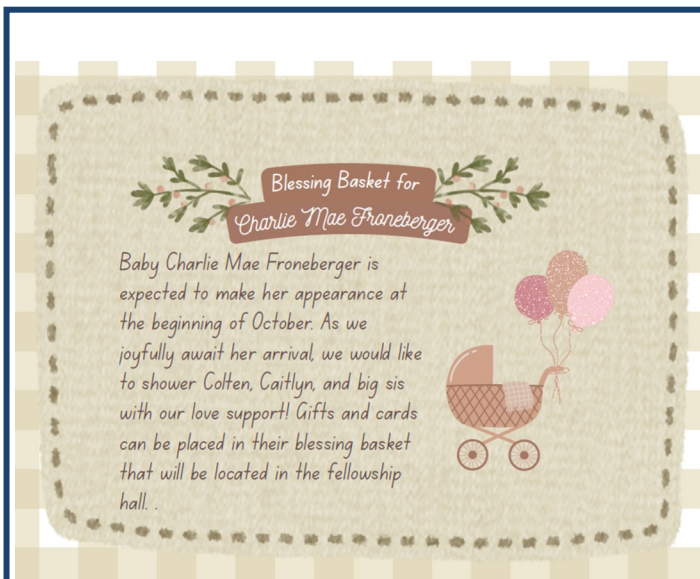 Blessing Basket for
Charlie Mae Froneberger
Baby Charlie Mae Froneberger is
expected to make her appearance at
the beginning of October. As we
joyfully await her arrival, we would like
to shower Colten, Caitlyn, and big sis
with our love support! Gifts and cards
can be placed in their blessing basket
that will be located in the fellowship
hall. .